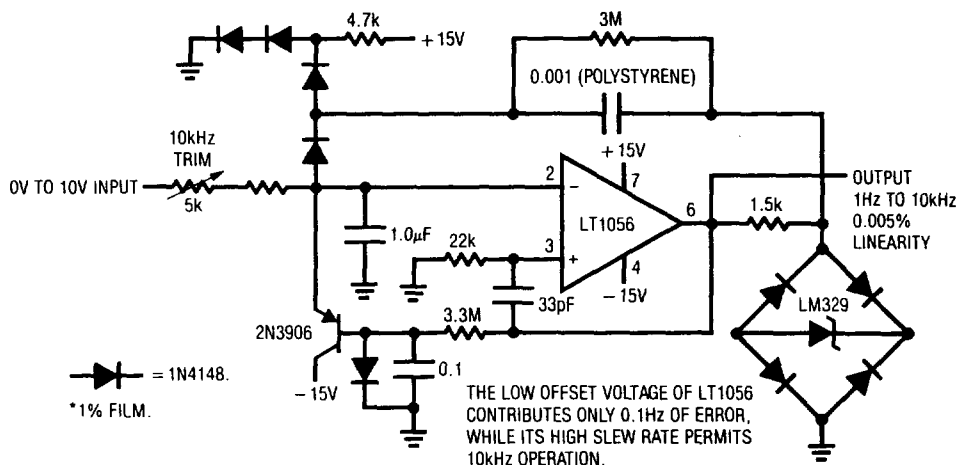 4.7k
+15V
3M
0.001 (POLYSTYRENE)
10kHz
TRIM
0V TO 10V INPUT
5k
+15V
2
−
7
6
LT1056
3
+
4
−15V
1.0µF
22k
33pF
1.5k
OUTPUT
1Hz TO 10kHz
0.005%
LINEARITY
LM329
2N3906
3.3M
−15V
0.1
= 1N4148.
*1% FILM.
THE LOW OFFSET VOLTAGE OF LT1056
CONTRIBUTES ONLY 0.1Hz OF ERROR,
WHILE ITS HIGH SLEW RATE PERMITS
10kHz OPERATION.